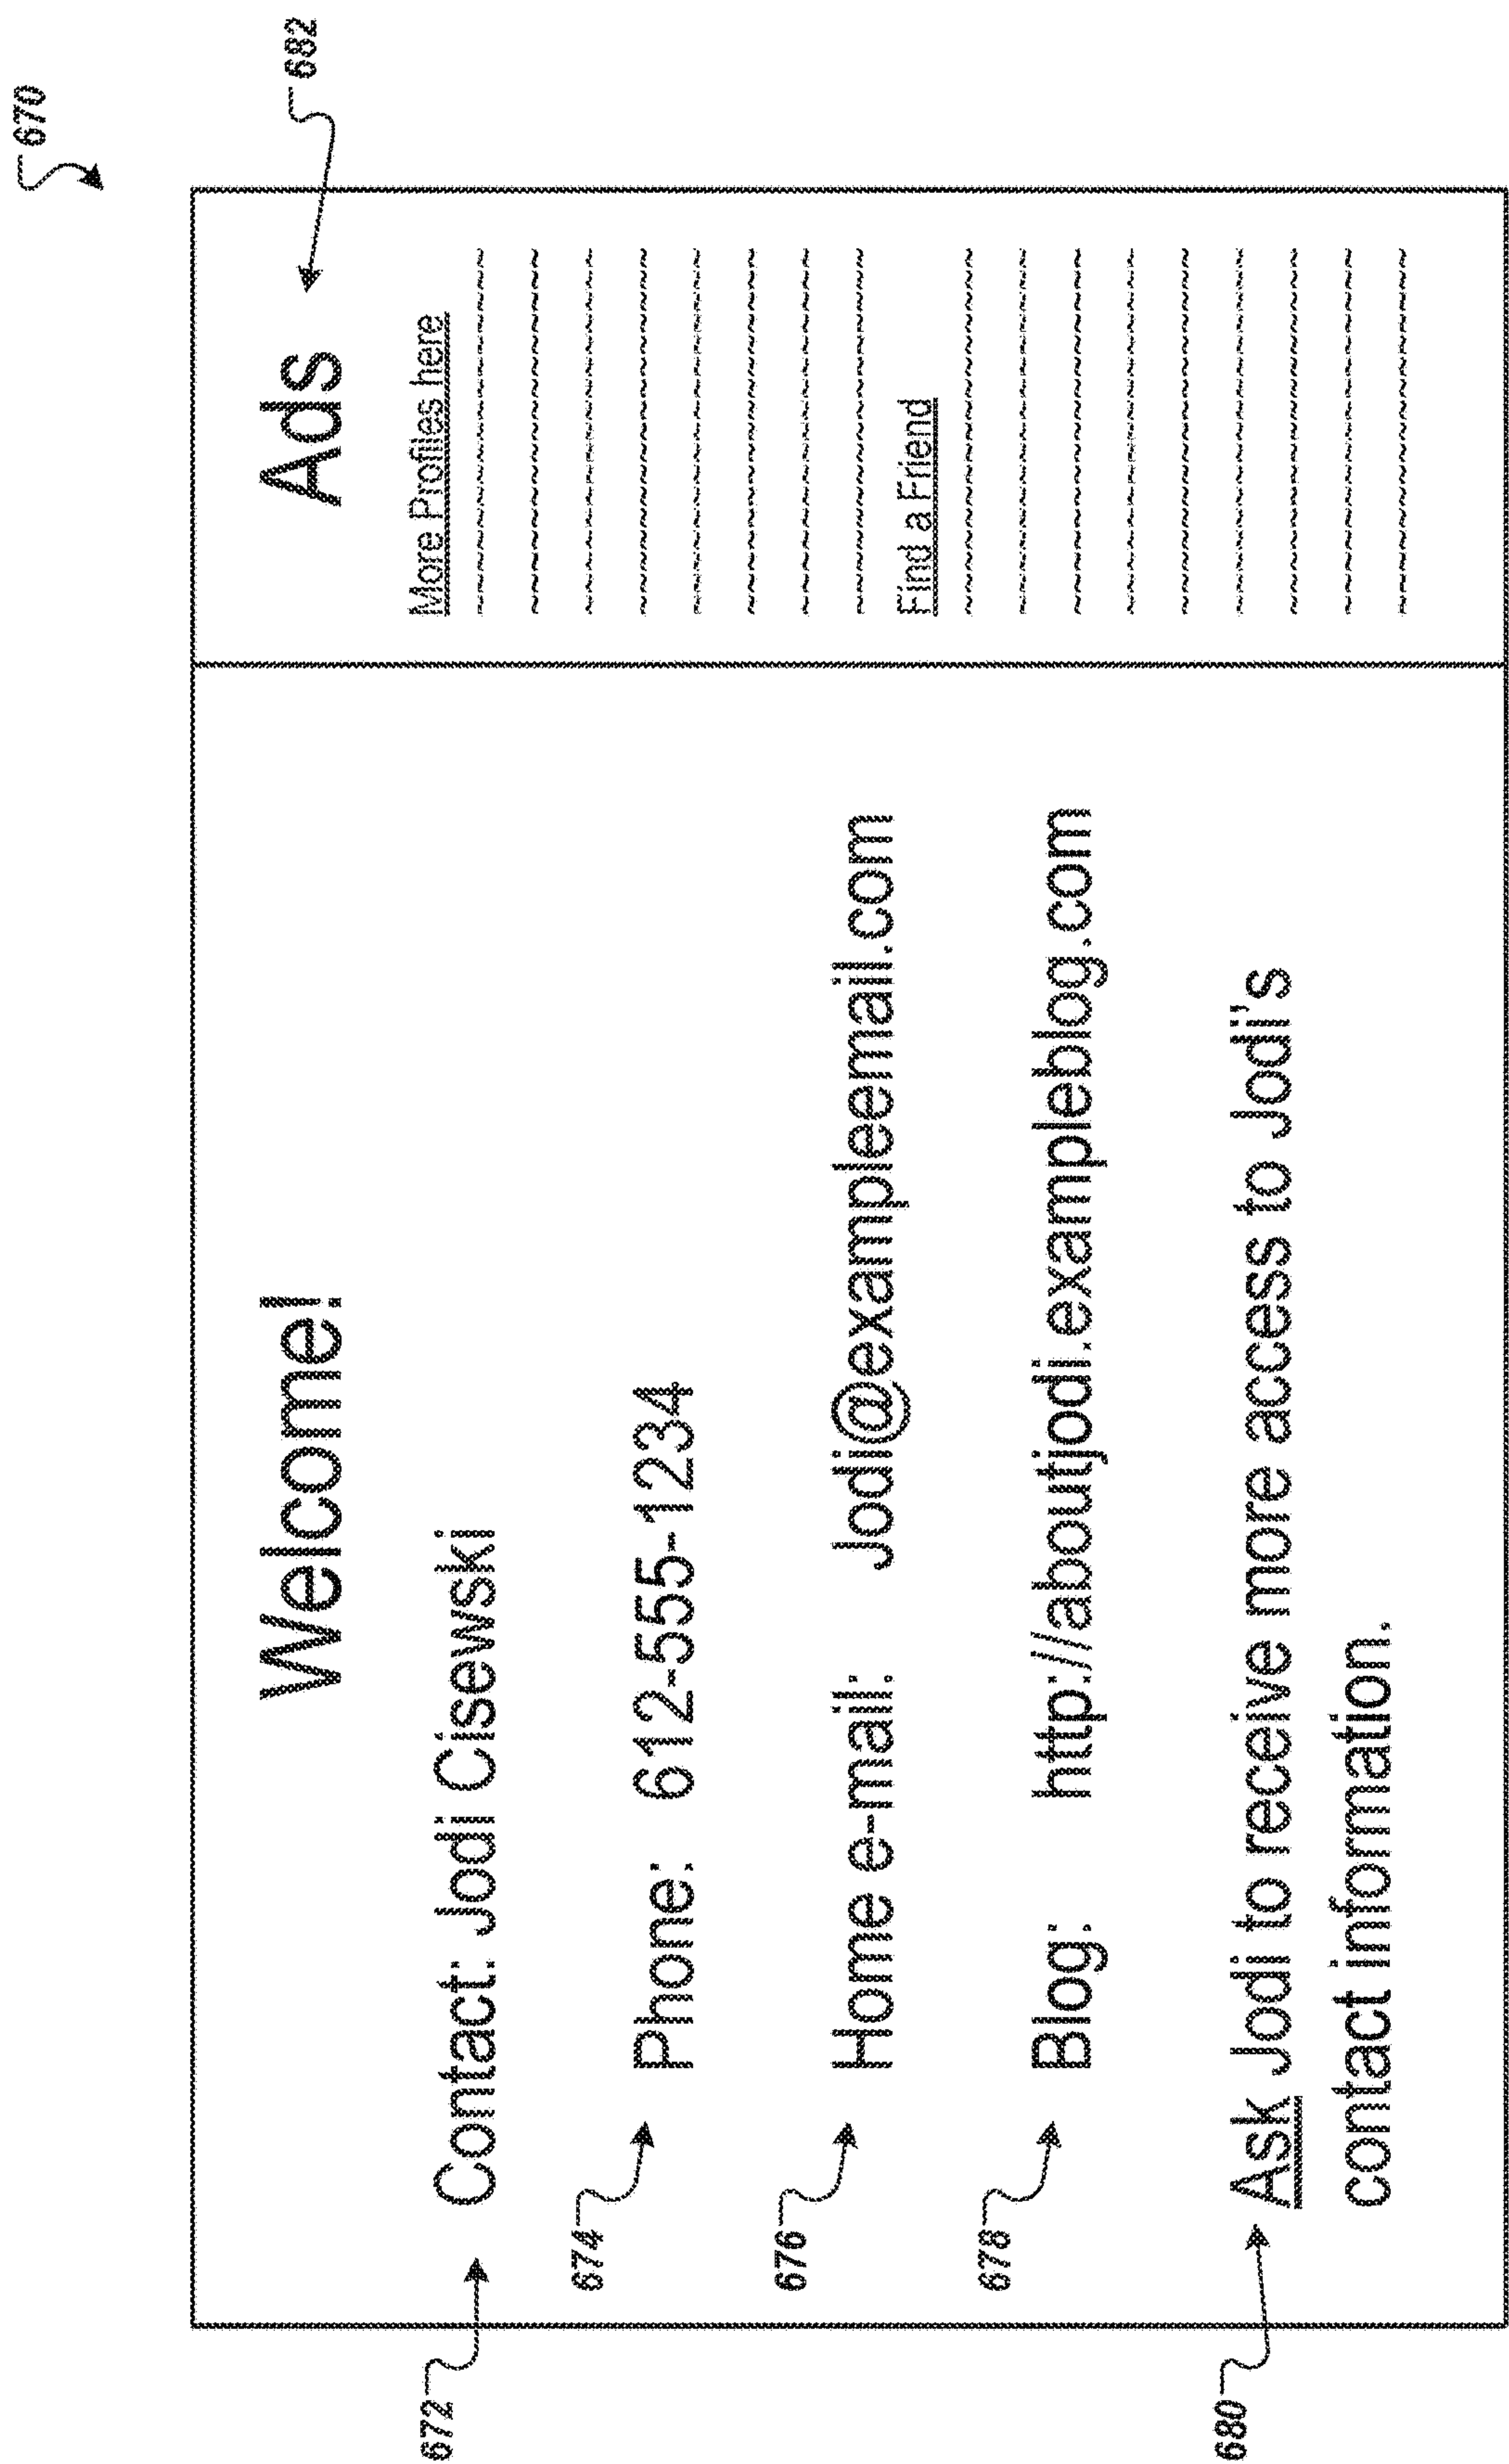 670
Welcome!
672
Contact: Jodi Cisewski
674
Phone: 612-555-1234
676
Home e-mail: Jodi@exampleemail.com
678
Blog: http://aboutjodi.exampleblog.com
680
Ask Jodi to receive more access to Jodi's
contact information.
Ads
682
More Profiles here
Find a Friend